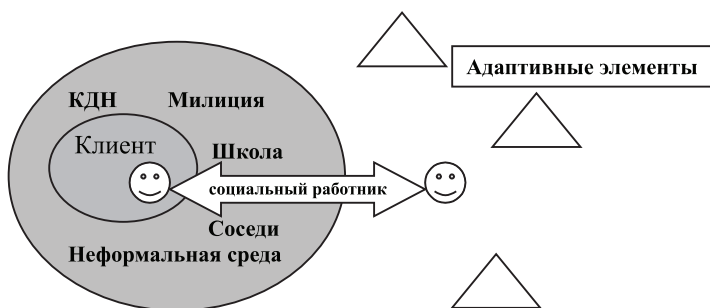 Адаптивные элементы
КДН Милиция
Клиент
Школа
социальный работник
Соседи
Неформальная среда